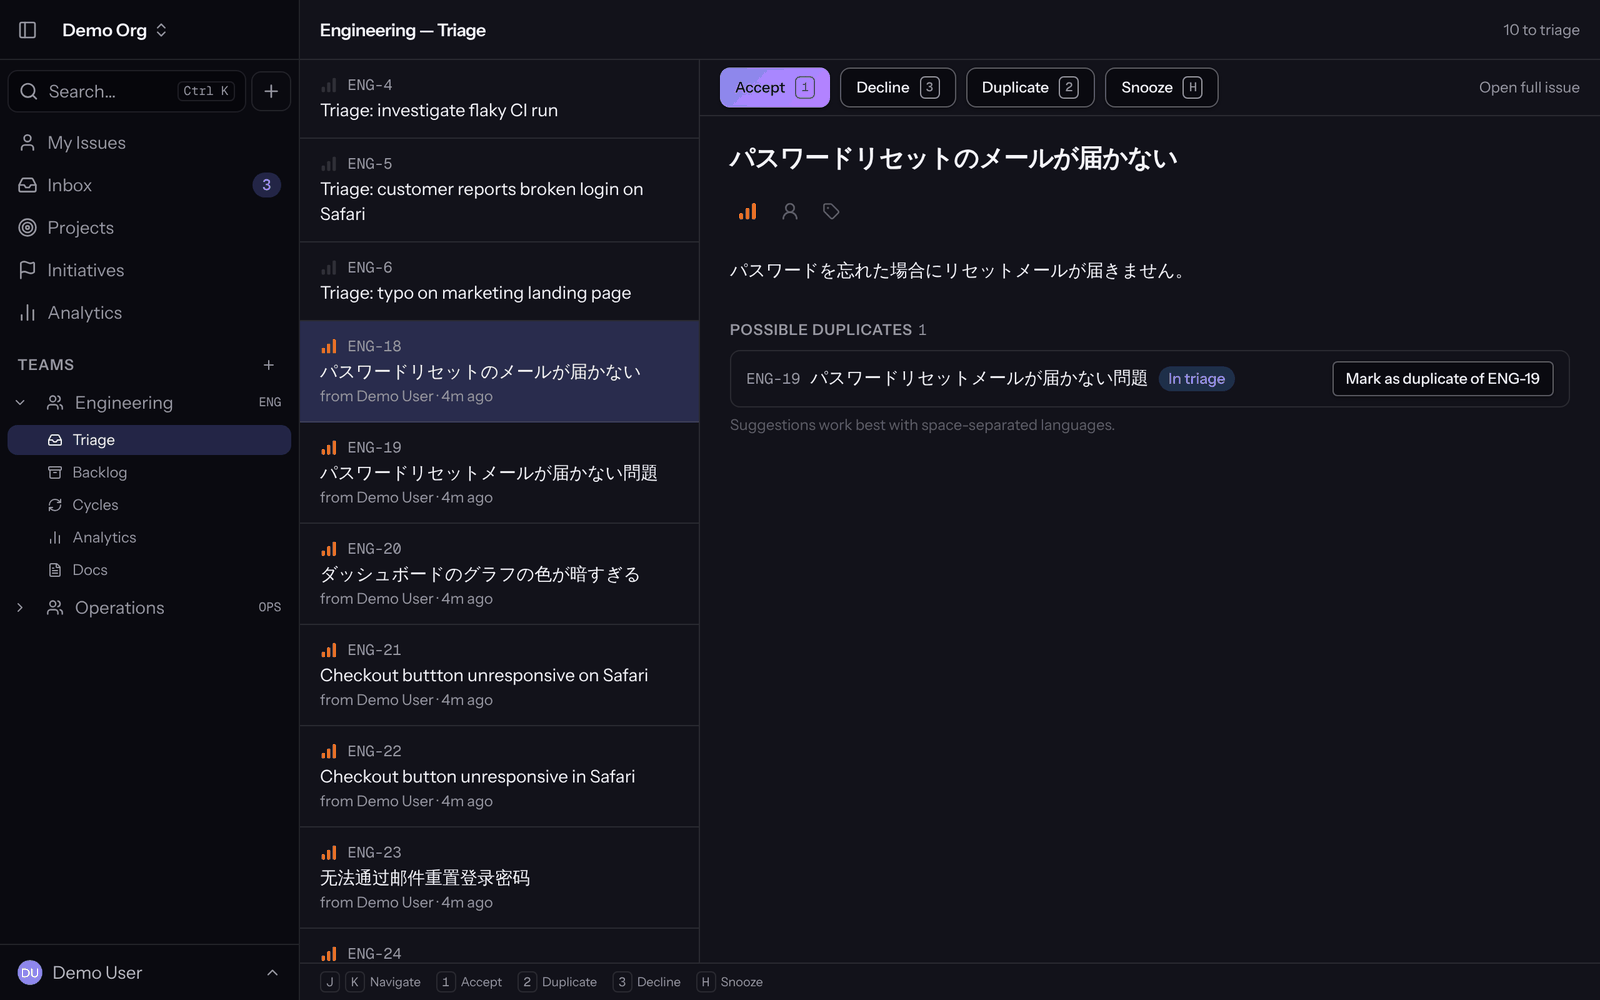 Demo Org
Search...
Ctrl K
My Issues
Inbox
3
Projects
Initiatives
Analytics
TEAMS
Engineering
ENG
Triage
Backlog
Cycles
Analytics
Docs
Operations
OPS
DU
Demo User
Engineering — Triage
10 to triage
ENG-4
Triage: investigate flaky CI run
ENG-5
Triage: customer reports broken login on
Safari
ENG-6
Triage: typo on marketing landing page
ENG-18
パスワードリセットのメールが届かない
from Demo User · 4m ago
ENG-19
パスワードリセットメールが届かない問題
from Demo User · 4m ago
ENG-20
ダッシュボードのグラフの色が暗すぎる
from Demo User · 4m ago
ENG-21
Checkout buttton unresponsive on Safari
from Demo User · 4m ago
ENG-22
Checkout button unresponsive in Safari
from Demo User · 4m ago
ENG-23
无法通过邮件重置登录密码
from Demo User · 4m ago
ENG-24
Accept 1
Decline 3
Duplicate 2
Snooze H
Open full issue
パスワードリセットのメールが届かない
パスワードを忘れた場合にリセットメールが届きません。
POSSIBLE DUPLICATES 1
ENG-19 パスワードリセットメールが届かない問題 In triage
Mark as duplicate of ENG-19
Suggestions work best with space-separated languages.
J K Navigate 1 Accept 2 Duplicate 3 Decline H Snooze